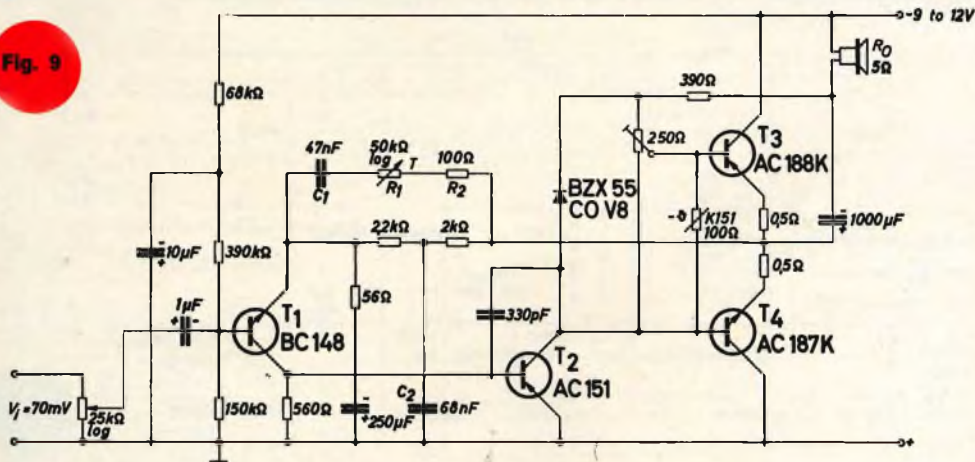 Fig. 9
-9 to 12V
RO
5Ω
68kΩ
390Ω
47nF
50kΩ
log
T
100Ω
C1
R1
R2
250Ω
T3
AC 188K
BZX 55
CO V8
2,2kΩ
2kΩ
-ϑ
K151
100Ω
0,5Ω
1000µF
10µF
390kΩ
0,5Ω
56Ω
1µF
T1
BC 148
330pF
T4
AC 187K
T2
AC 151
Vi = 70mV
25kΩ
log
150kΩ
560Ω
250µF
C2
68nF
+